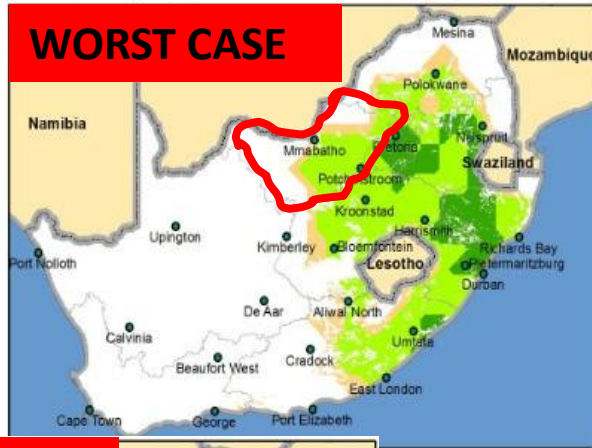 WORST CASE
Mesina
Mozambique
Polokwane
Namibia
Nelspruit
Pretoria
Mmabatho
Swaziland
Potchefstroom
Kroonstad
Upington
Harrismith
Kimberley
Bloemfontein
Richards Bay
Port Nolloth
Lesotho
Pietermaritzburg
Durban
De Aar
Aliwal North
Calvinia
Umtata
Cradock
Beaufort West
East London
Cape Town
George
Port Elizabeth